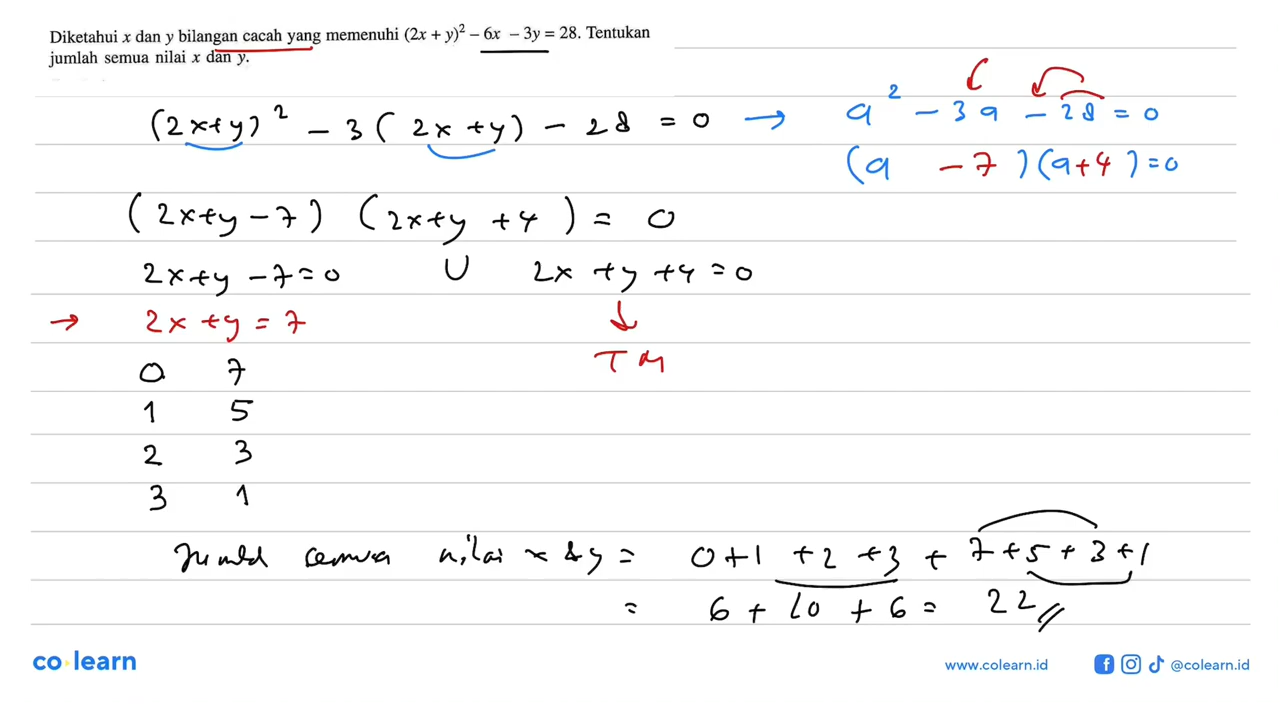 Diketahui x dan y bilangan cacah yang memenuhi (2x + y)² − 6x − 3y = 28. Tentukan
jumlah semua nilai x dan y.
(2x+y)² − 3(2x+y) − 28 = 0 → a² − 3a − 28 = 0
(a − 7)(a+4) = 0
(2x+y−7) (2x+y+4) = 0
2x+y−7=0 U 2x+y+4=0
→ 2x+y=7 ↓
TM
0 7
1 5
2 3
3 1
Jumlah semua nilai x & y = 0+1+2+3+7+5+3+1
= 6+10+6= 22
co learn
www.colearn.id @colearn.id